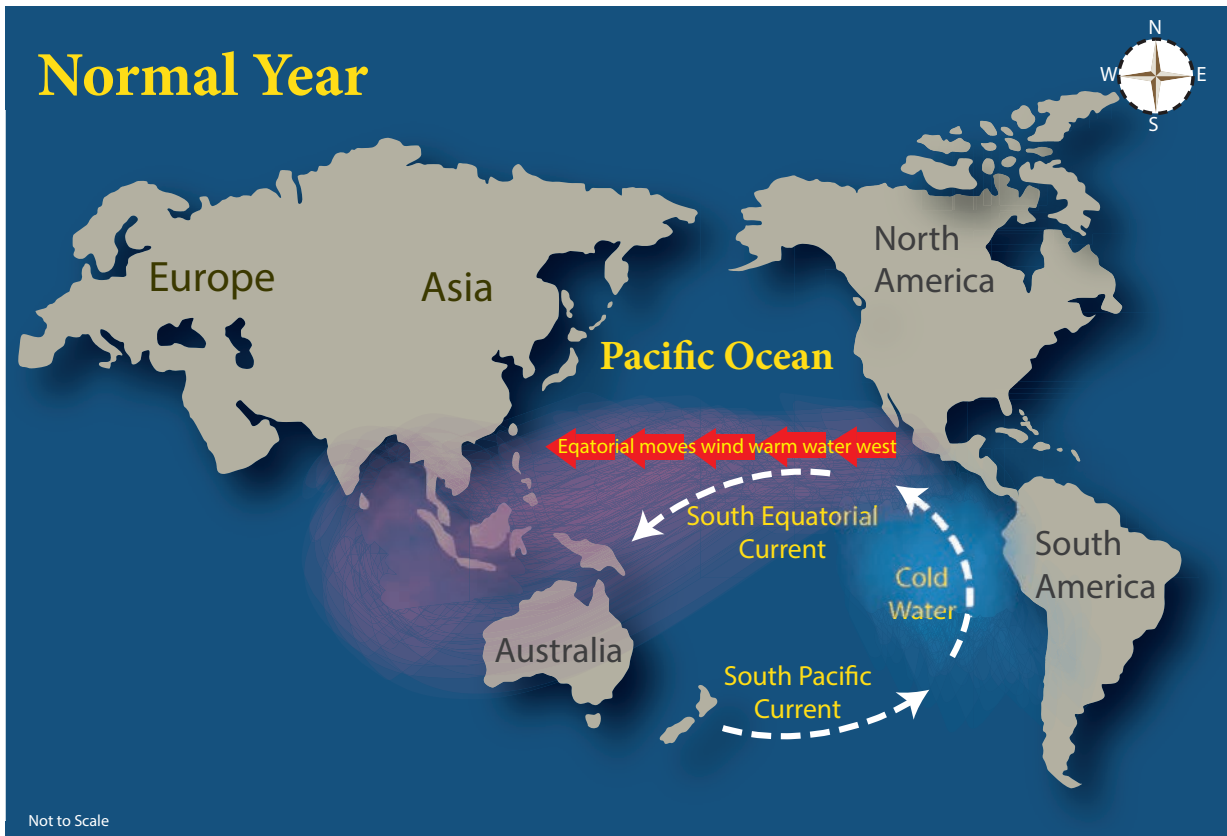 Normal Year
N
W
E
S
Europe
Asia
North
America
Pacific Ocean
Eqatorial moves wind warm water west
South Equatorial
Current
Cold
Water
South
America
Australia
South Pacific
Current
Not to Scale